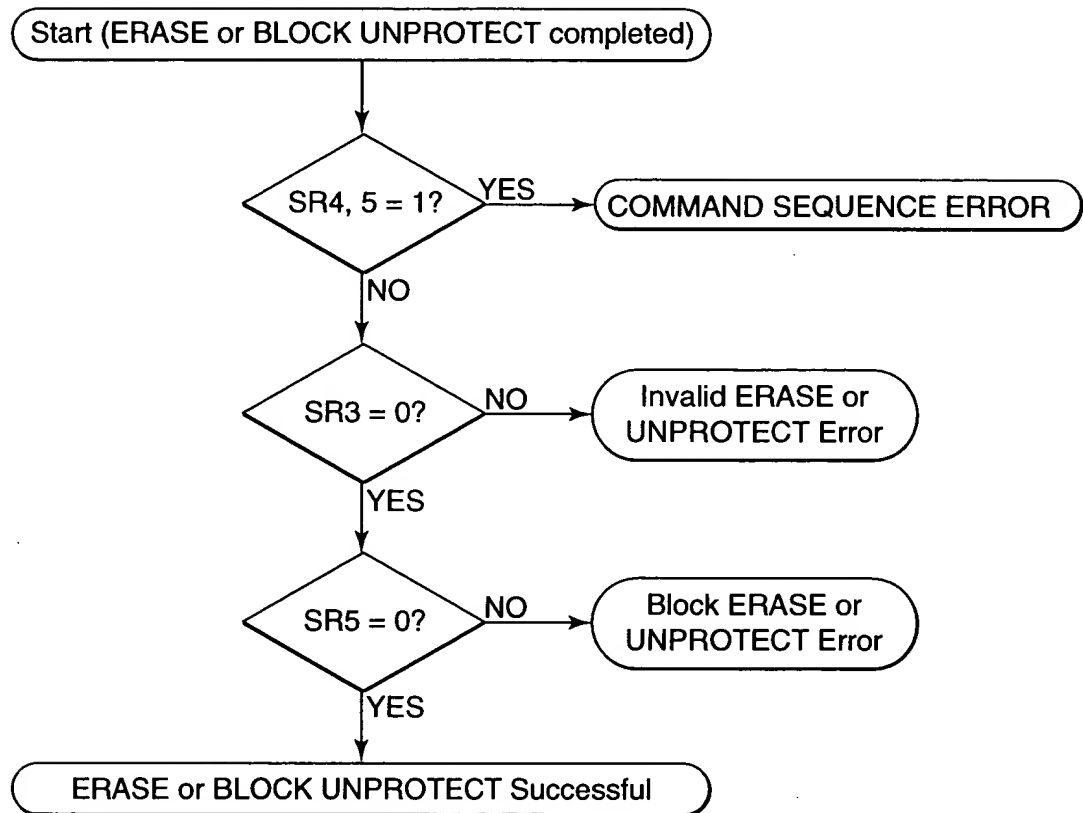 Start (ERASE or BLOCK UNPROTECT completed)
SR4, 5 = 1?
YES
COMMAND SEQUENCE ERROR
NO
SR3 = 0?
NO
Invalid ERASE or
UNPROTECT Error
YES
SR5 = 0?
NO
Block ERASE or
UNPROTECT Error
YES
ERASE or BLOCK UNPROTECT Successful